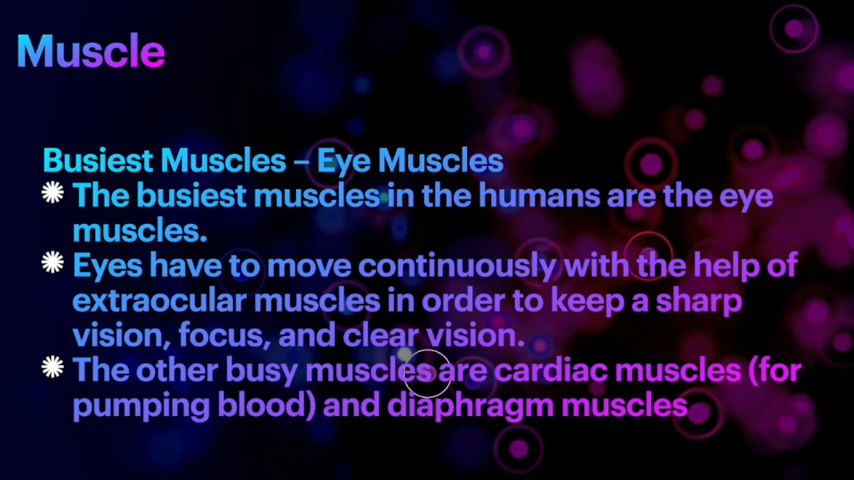 Muscle
Busiest Muscles – Eye Muscles
The busiest muscles in the humans are the eye
muscles.
Eyes have to move continuously with the help of
extraocular muscles in order to keep a sharp
vision, focus, and clear vision.
The other busy muscles are cardiac muscles (for
pumping blood) and diaphragm muscles